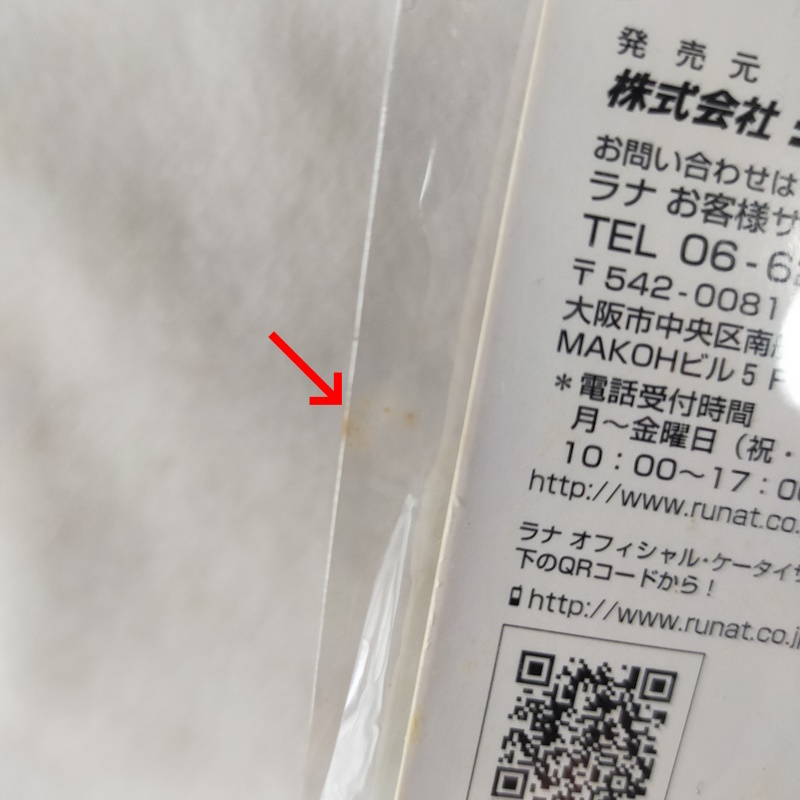 発売元
株式会社
お問い合わせは
ラナ お客様サ
TEL 06-6
〒542-0081
大阪市中央区南
MAKOHビル5F
*電話受付時間
月〜金曜日(祝・
10:00〜17:00
http://www.runat.co.
ラナ オフィシャル・ケータイサ
下のQRコードから!
http://www.runat.co.j